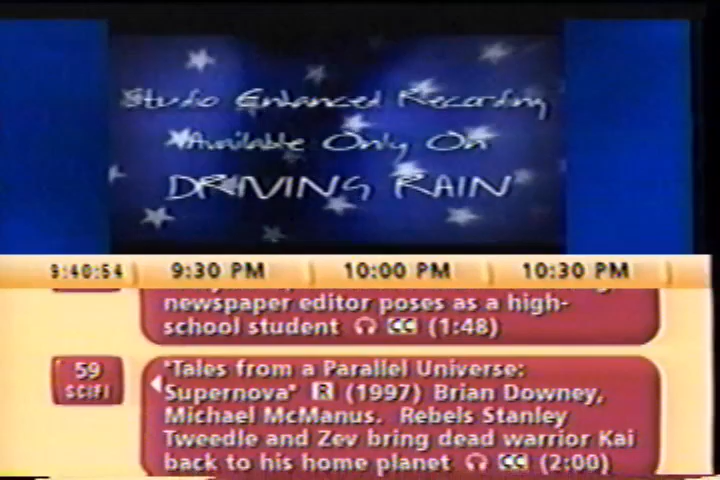 Studio Enhanced Recording
Available Only On
DRIVING RAIN
9:40:54 9:30 PM 10:00 PM 10:30 PM
newspaper editor poses as a high-
school student CC (1:48)
59
SCIFI
"Tales from a Parallel Universe:
Supernova" R (1997) Brian Downey,
Michael McManus. Rebels Stanley
Tweedle and Zev bring dead warrior Kai
back to his home planet CC (2:00)